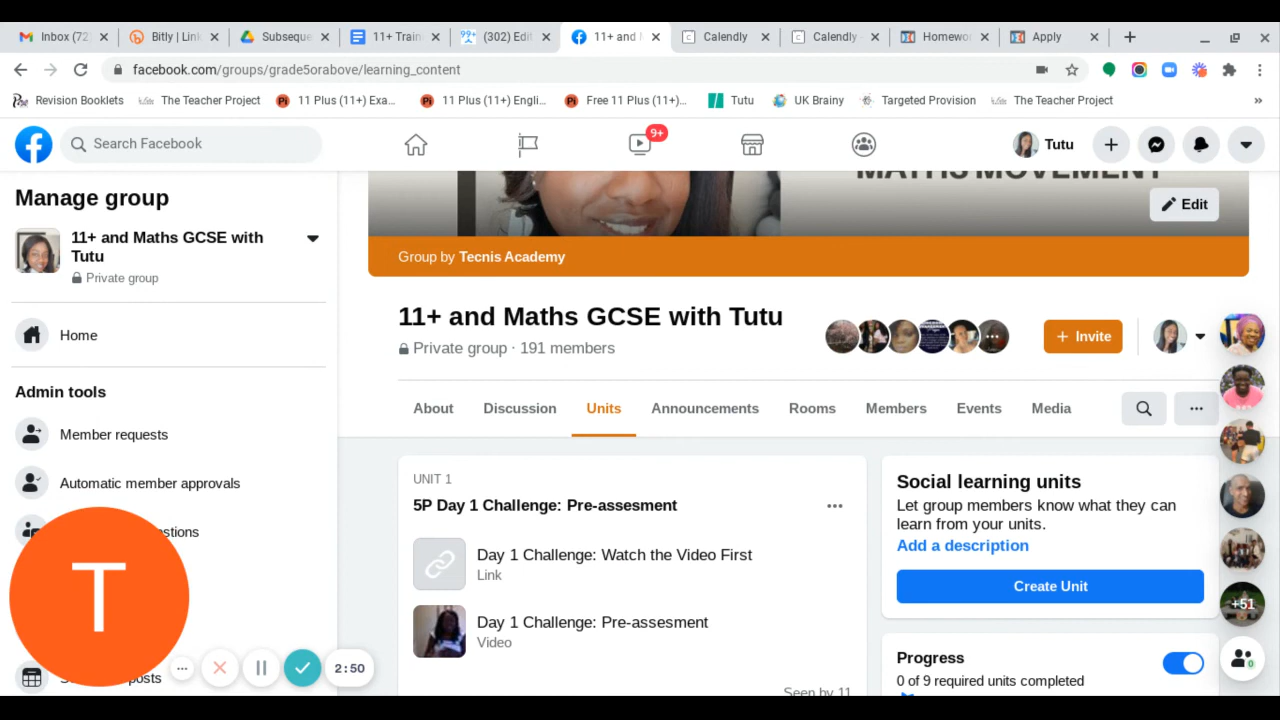 Inbox (72
Bitly | Link
Subseque
11+ Train
(302) Edit
11+ and
Calendly
Calendly -
Homewor
Apply
facebook.com/groups/grade5orabove/learning_content
Revision Booklets
The Teacher Project
11 Plus (11+) Exa...
11 Plus (11+) Engli...
Free 11 Plus (11+)...
Tutu
UK Brainy
Targeted Provision
The Teacher Project
Search Facebook
9+
Tutu
Manage group
11+ and Maths GCSE with
Tutu
Private group
Home
Admin tools
Member requests
Automatic member approvals
stions
posts
T
2:50
MATHS MOVEMENT
Edit
Group by Tecnis Academy
11+ and Maths GCSE with Tutu
Private group · 191 members
+ Invite
About
Discussion
Units
Announcements
Rooms
Members
Events
Media
UNIT 1
5P Day 1 Challenge: Pre-assesment
Day 1 Challenge: Watch the Video First
Link
Day 1 Challenge: Pre-assesment
Video
Seen by 11
Social learning units
Let group members know what they can
learn from your units.
Add a description
Create Unit
Progress
0 of 9 required units completed
+51
0